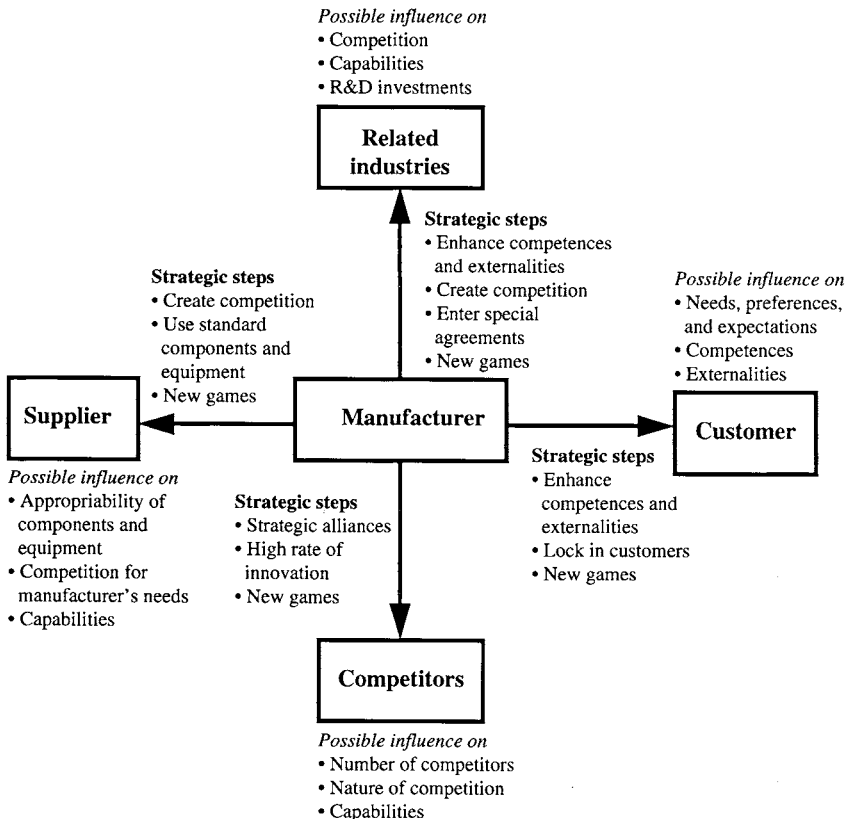 Possible influence on
• Competition
• Capabilities
• R&D investments
Related
industries
Strategic steps
• Enhance competences
and externalities
• Create competition
• Enter special
agreements
• New games
Strategic steps
• Create competition
• Use standard
components and
equipment
• New games
Possible influence on
• Needs, preferences,
and expectations
• Competences
• Externalities
Supplier
Manufacturer
Customer
Possible influence on
• Appropriability of
components and
equipment
• Competition for
manufacturer's needs
• Capabilities
Strategic steps
• Strategic alliances
• High rate of
innovation
• New games
Strategic steps
• Enhance
competences and
externalities
• Lock in customers
• New games
Competitors
Possible influence on
• Number of competitors
• Nature of competition
• Capabilities